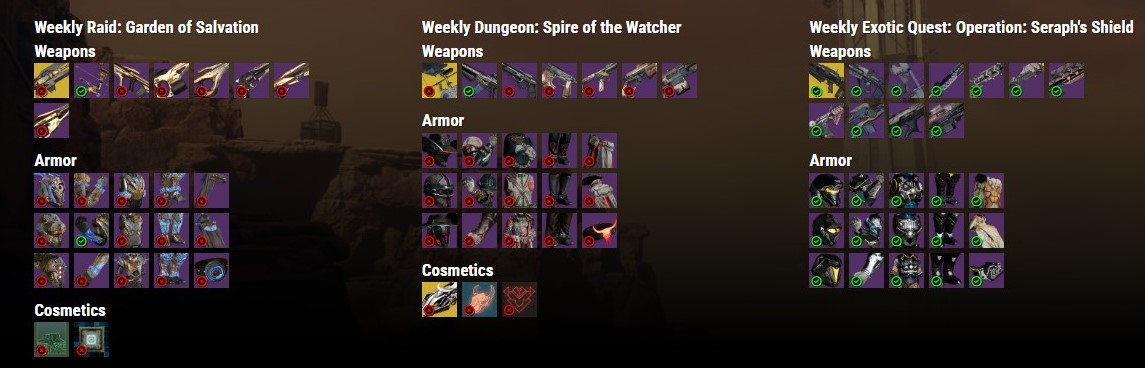 Weekly Raid: Garden of Salvation
Weapons
Armor
Cosmetics
Weekly Dungeon: Spire of the Watcher
Weapons
Armor
Cosmetics
Weekly Exotic Quest: Operation: Seraph's Shield
Weapons
Armor